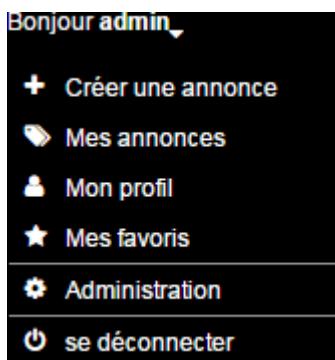 Bonjour admin
Créer une annonce
Mes annonces
Mon profil
Mes favoris
Administration
se déconnecter